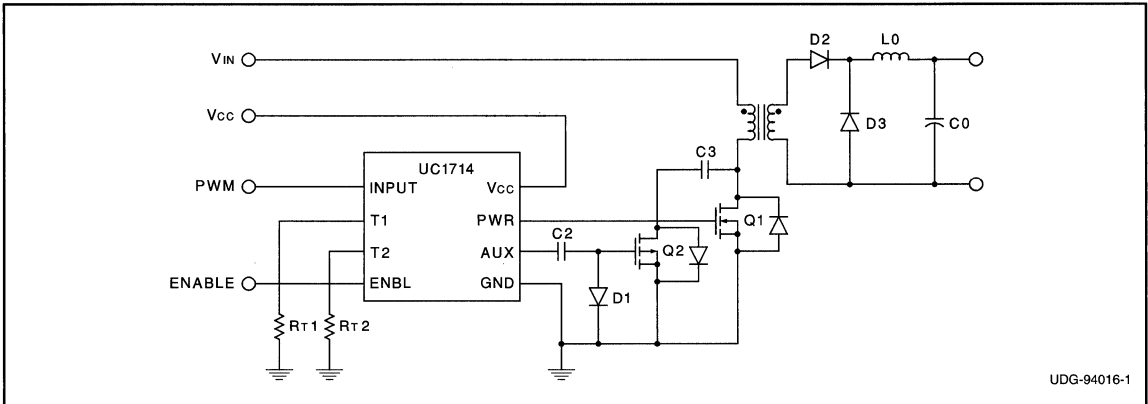 D2
L0
VIN
VCC
D3
C0
C3
UC1714
PWM
INPUT
VCC
T1
PWR
Q1
C2
T2
AUX
Q2
ENABLE
ENBL
GND
D1
RT1
RT2
UDG-94016-1